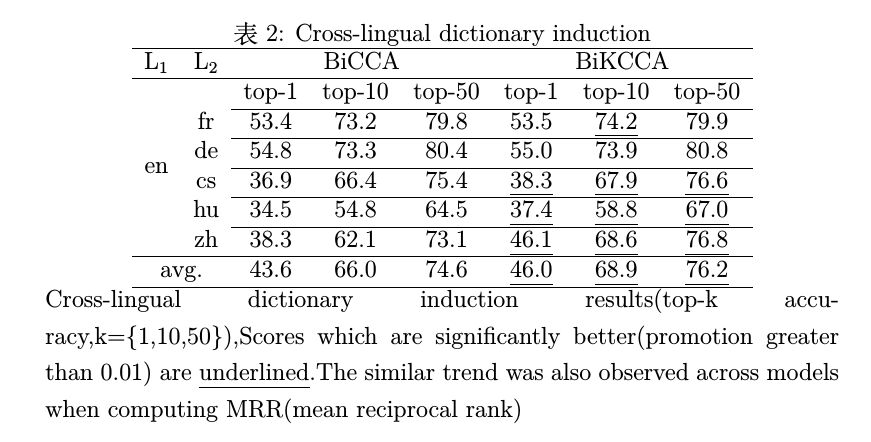 表 2: Cross-lingual dictionary induction
L1 L2 BiCCA BiKCCA
top-1 top-10 top-50 top-1 top-10 top-50
fr 53.4 73.2 79.8 53.5 74.2 79.9
de 54.8 73.3 80.4 55.0 73.9 80.8
en
cs 36.9 66.4 75.4 38.3 67.9 76.6
hu 34.5 54.8 64.5 37.4 58.8 67.0
zh 38.3 62.1 73.1 46.1 68.6 76.8
avg. 43.6 66.0 74.6 46.0 68.9 76.2
Cross-lingual dictionary induction results(top-k accu-
racy,k={1,10,50}),Scores which are significantly better(promotion greater
than 0.01) are underlined.The similar trend was also observed across models
when computing MRR(mean reciprocal rank)